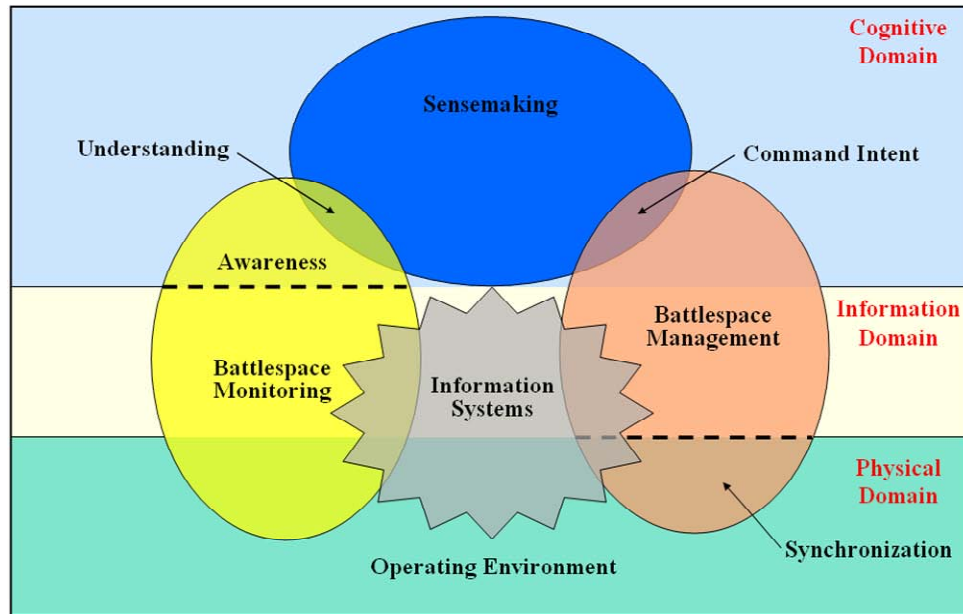 Cognitive
Domain
Sensemaking
Understanding
Command Intent
Awareness
Information
Domain
Battlespace
Management
Battlespace
Monitoring
Information
Systems
Physical
Domain
Synchronization
Operating Environment